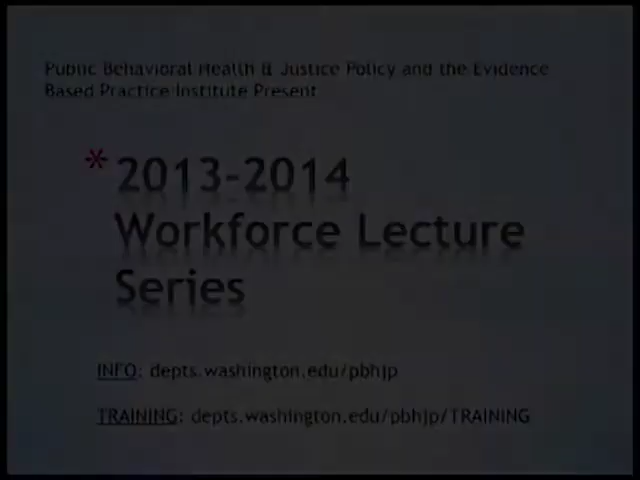 Public Behavioral Health & Justice Policy and the Evidence
Based Practice Institute Present
* 2013-2014
Workforce Lecture
Series
INFO: depts.washington.edu/pbhjp
TRAINING: depts.washington.edu/pbhjp/TRAINING